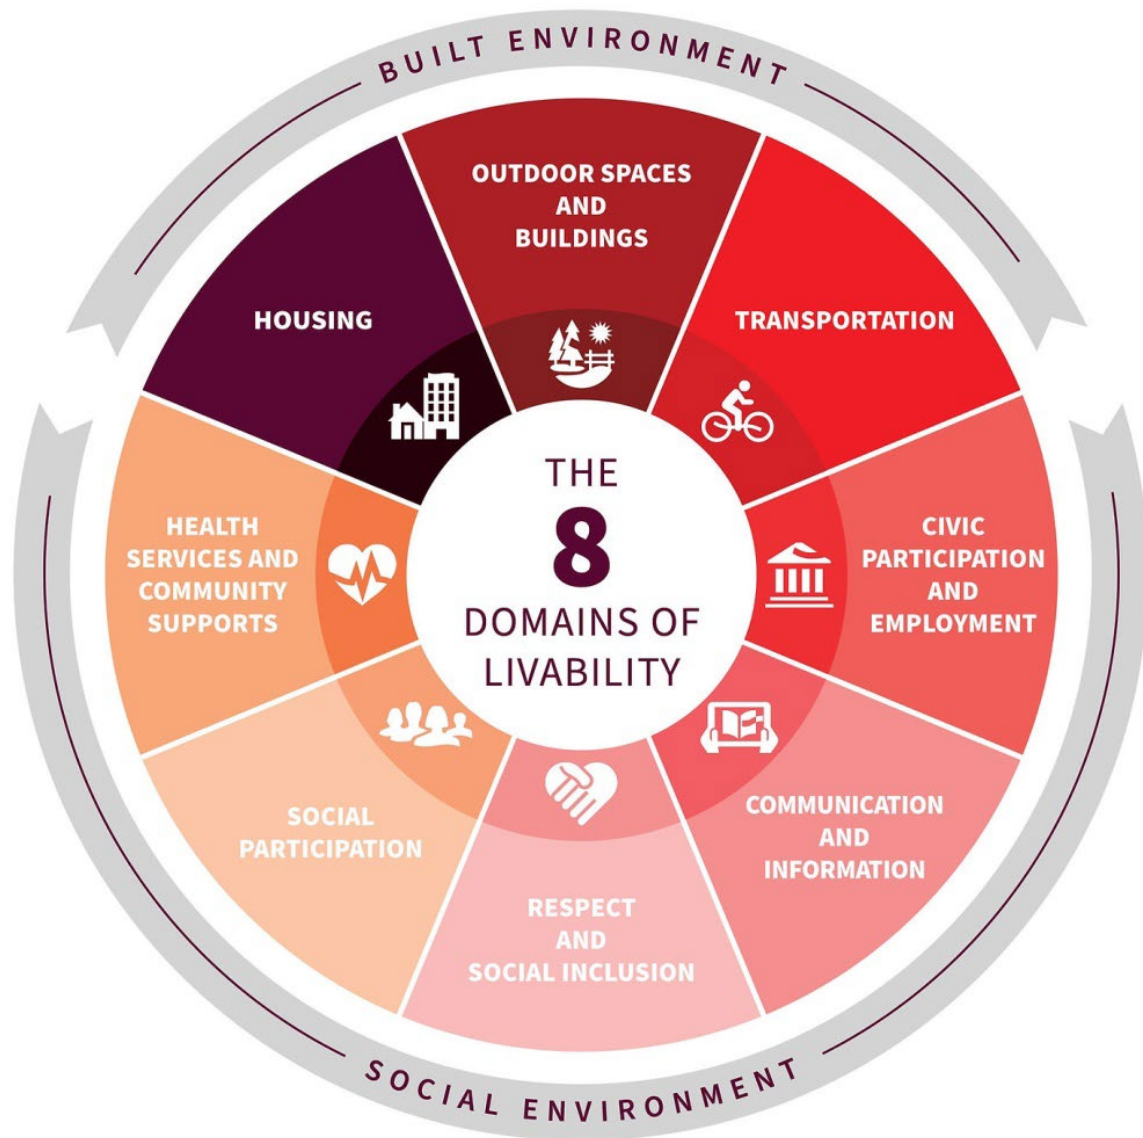 BUILT ENVIRONMENT
OUTDOOR SPACES
AND
BUILDINGS
TRANSPORTATION
CIVIC
PARTICIPATION
AND
EMPLOYMENT
COMMUNICATION
AND
INFORMATION
RESPECT
AND
SOCIAL INCLUSION
SOCIAL
PARTICIPATION
HEALTH
SERVICES AND
COMMUNITY
SUPPORTS
HOUSING
THE
8
DOMAINS OF
LIVABILITY
SOCIAL ENVIRONMENT